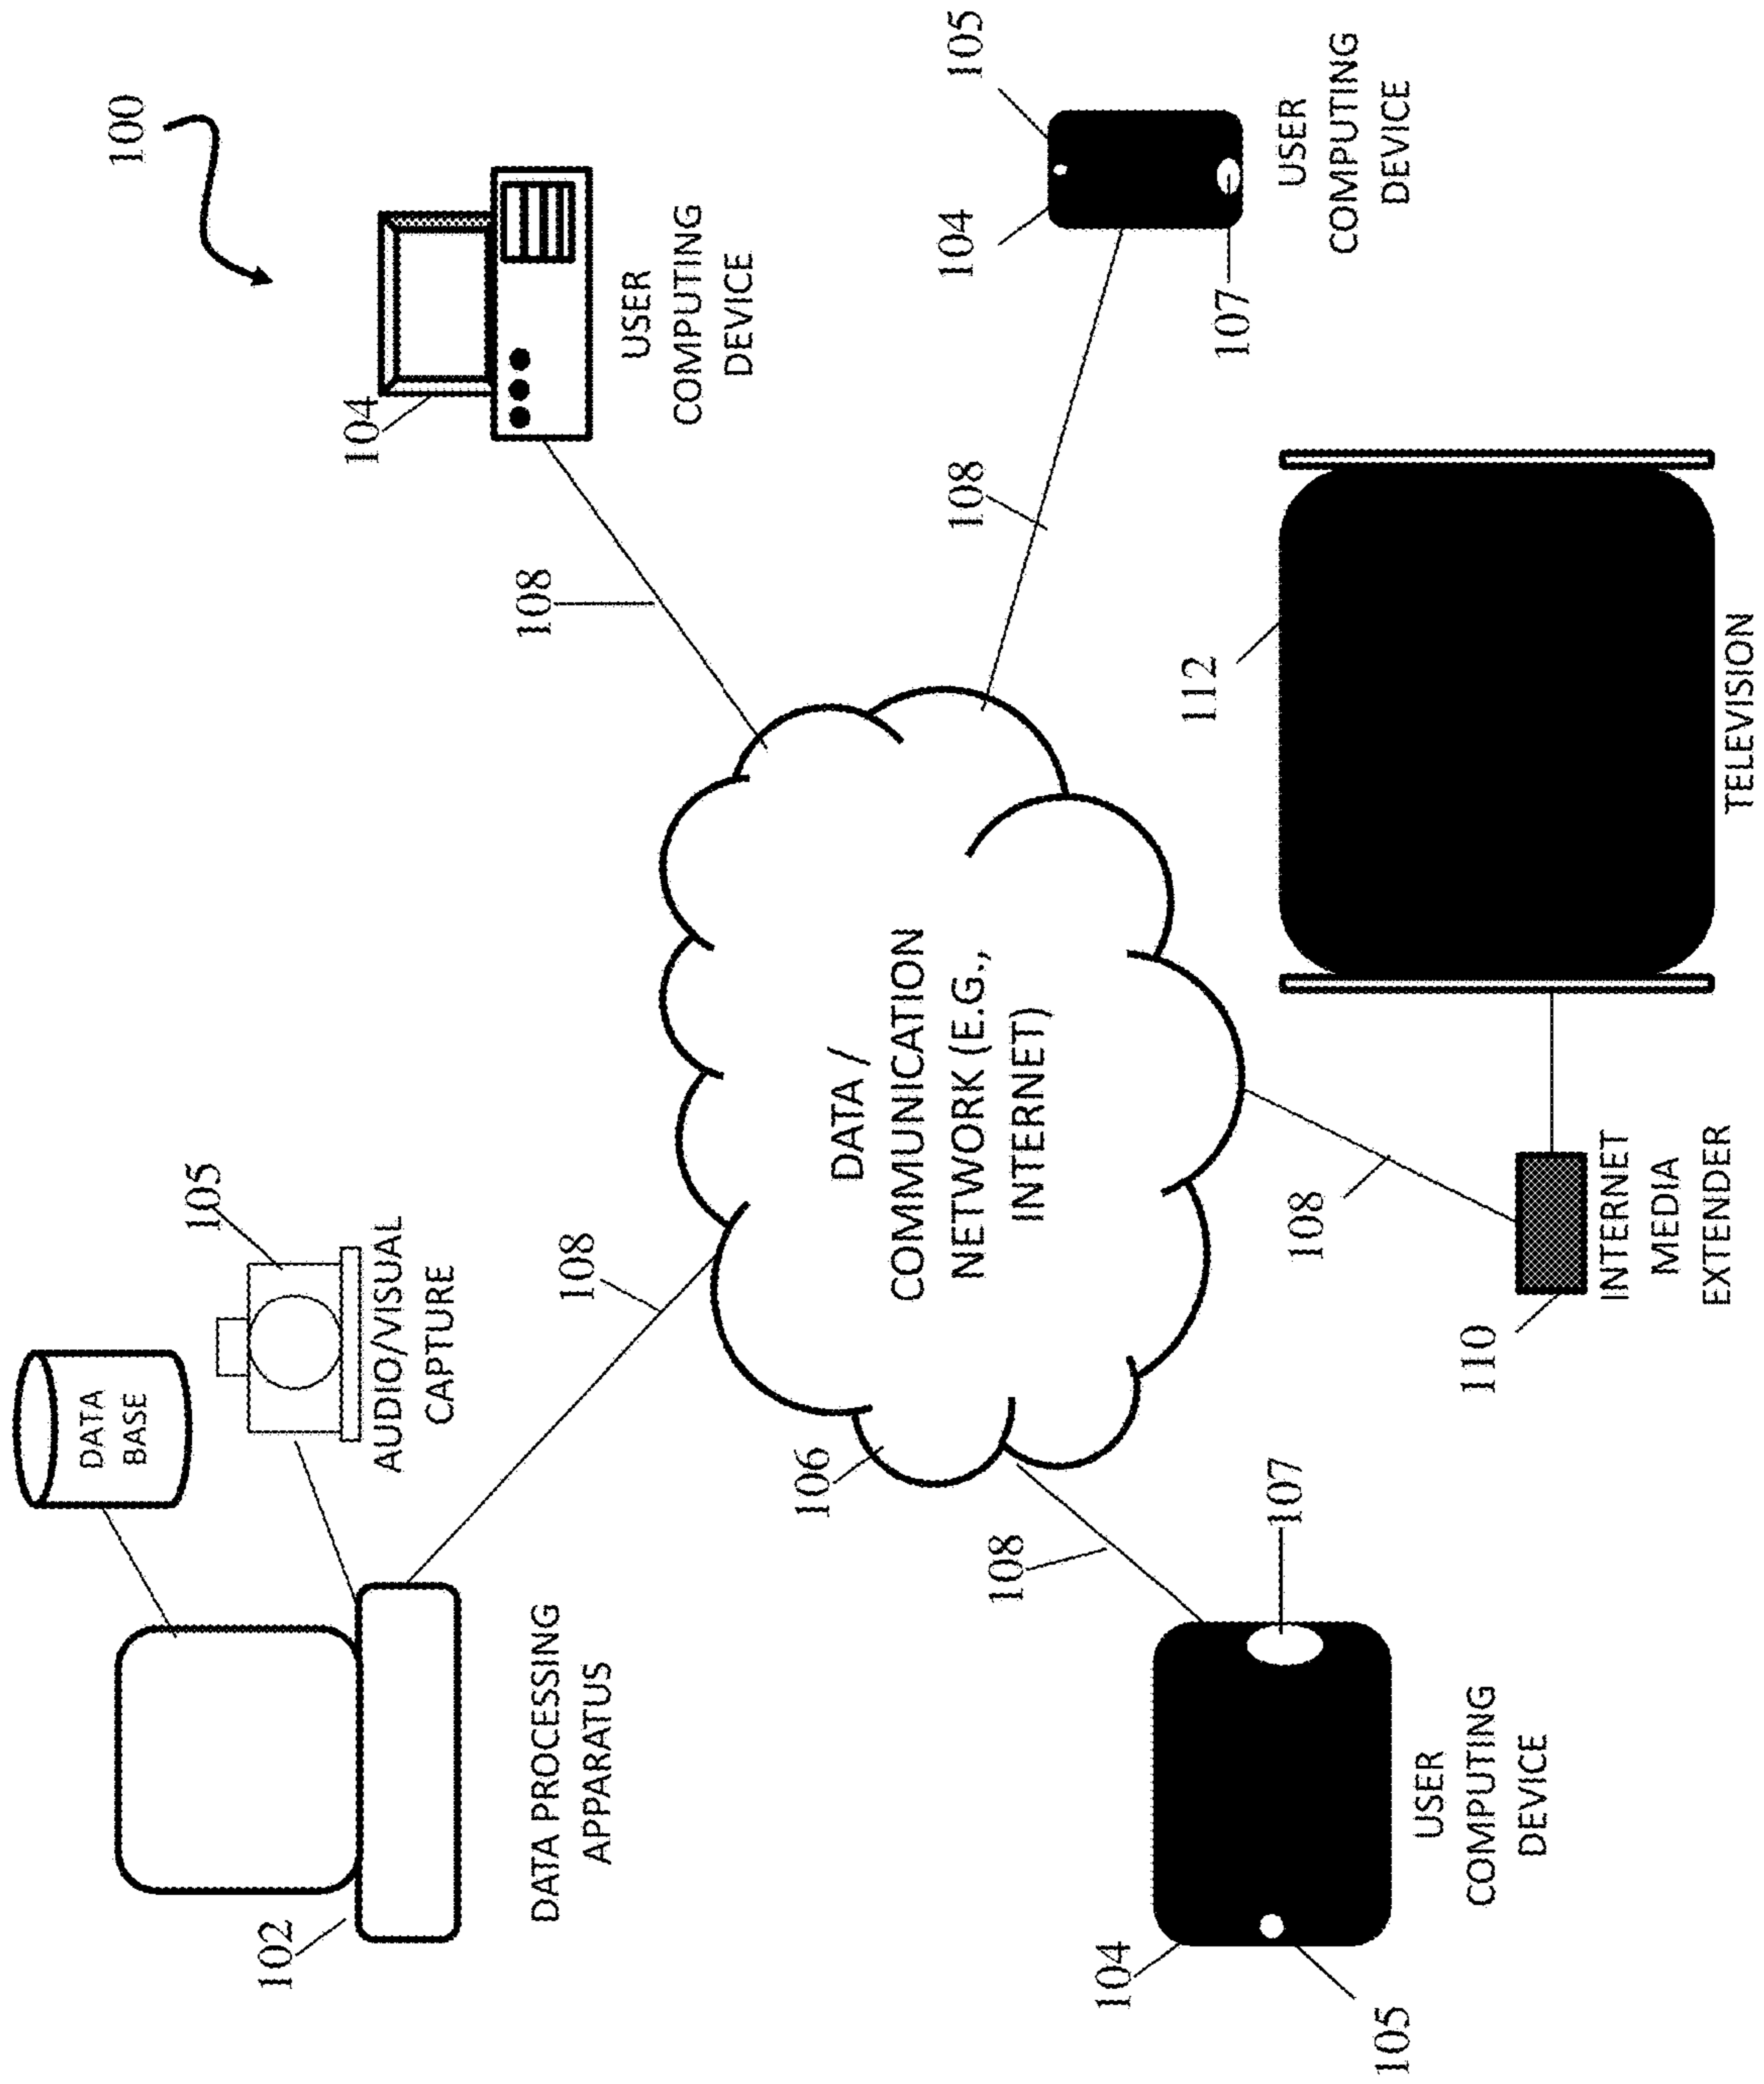 100
DATA
BASE
105
AUDIO/VISUAL
CAPTURE
102
DATA PROCESSING
APPARATUS
108
104
USER
COMPUTING
DEVICE
108
106
DATA /
COMMUNICATION
NETWORK (E.G.,
INTERNET)
108
104
105
107
USER
COMPUTING
DEVICE
108
104
105
107
USER
COMPUTING
DEVICE
108
110
INTERNET
MEDIA
EXTENDER
112
TELEVISION